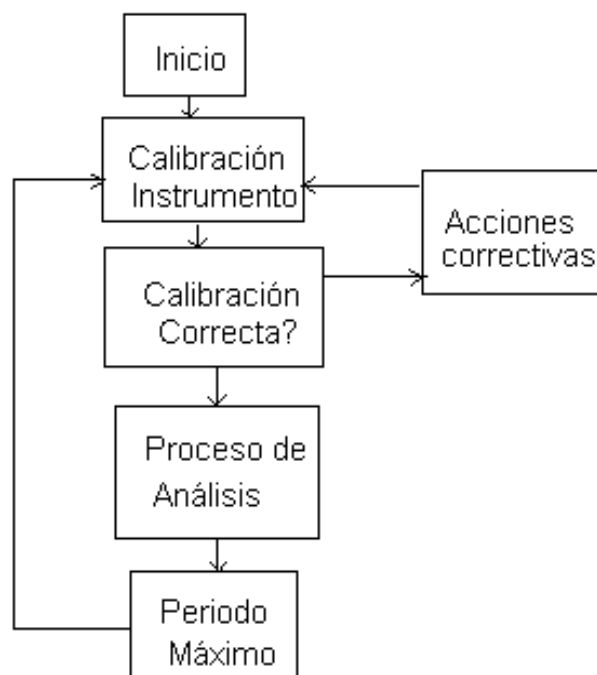 Inicio
Calibración
Instrumento
Acciones
correctivas
Calibración
Correcta?
Proceso de
Análisis
Periodo
Máximo